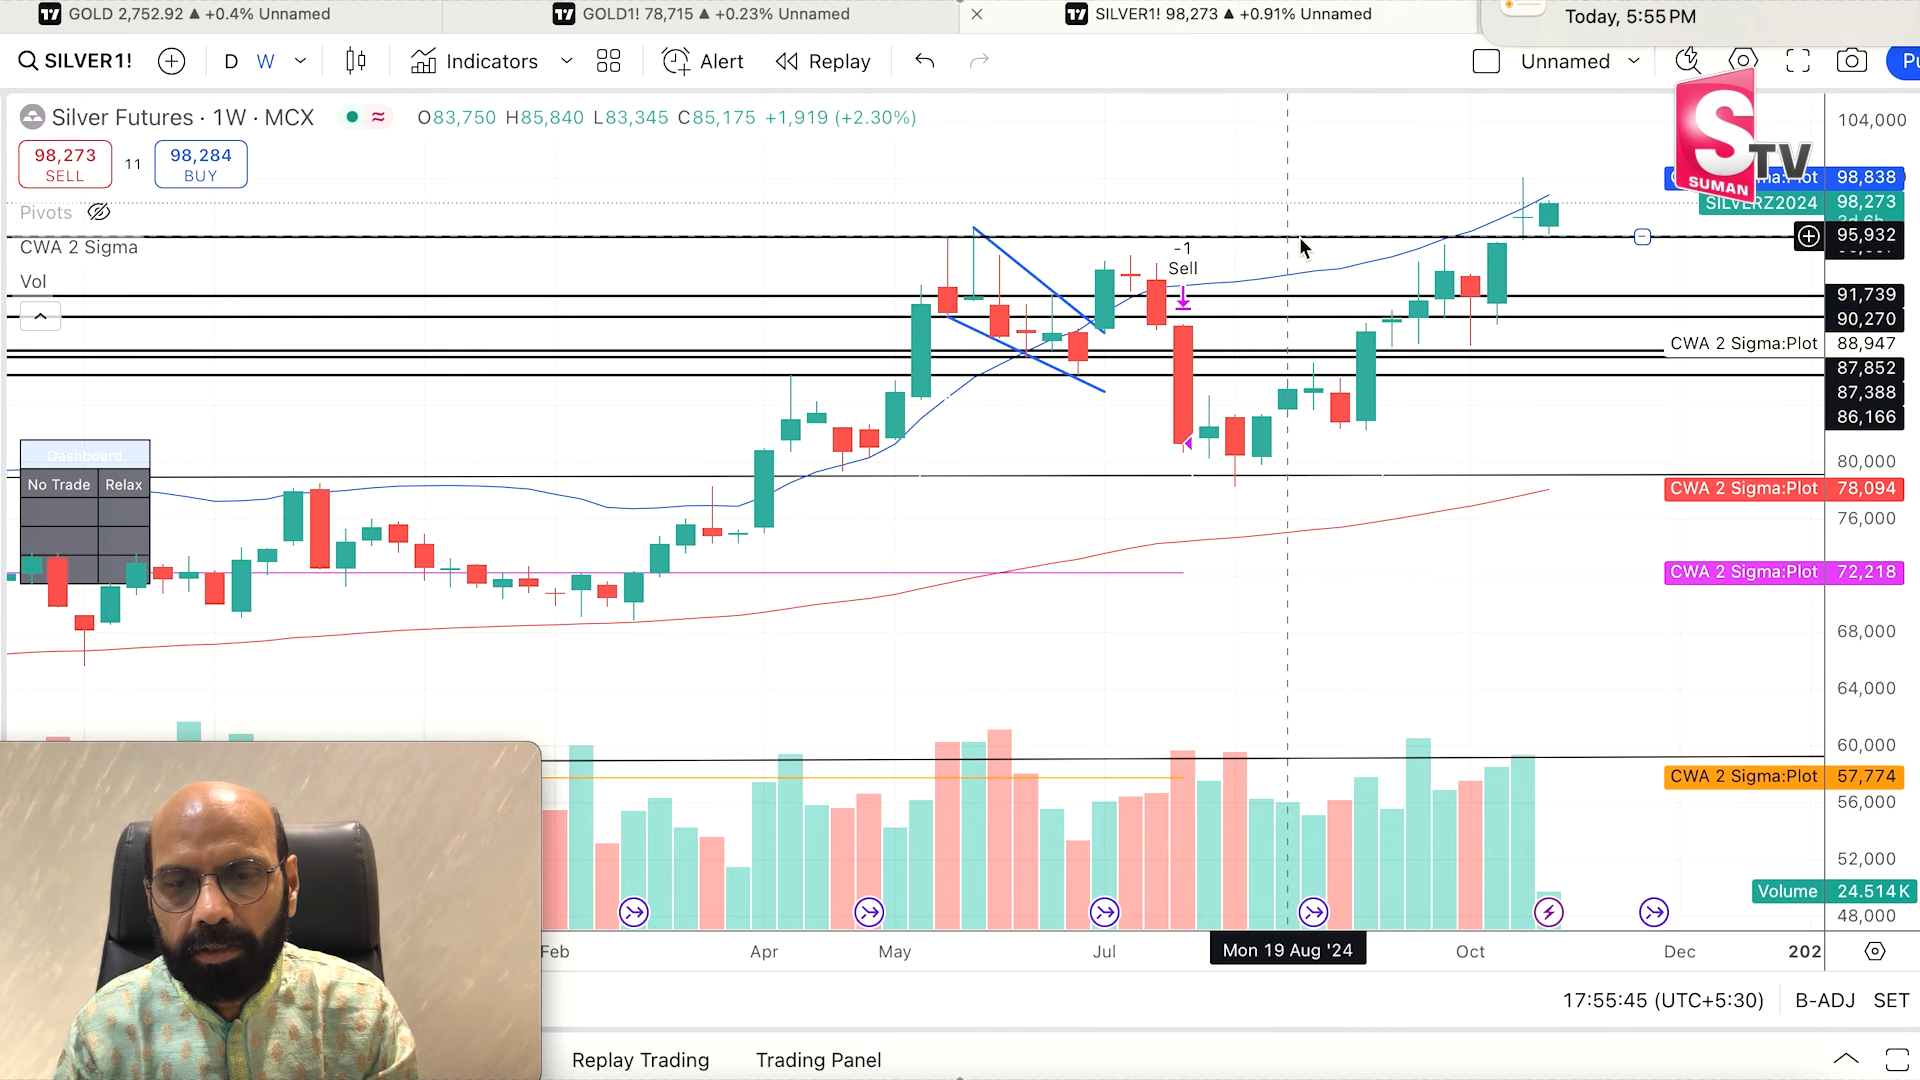 GOLD 2,752.92 ▲ +0.4% Unnamed
GOLD1! 78,715 ▲ +0.23% Unnamed
SILVER1! 98,273 ▲ +0.91% Unnamed
Today, 5:55 PM
SILVER1!
D W
Indicators
Alert
Replay
Unnamed
Silver Futures · 1W · MCX
O83,750 H85,840 L83,345 C85,175 +1,919 (+2.30%)
98,273
SELL
11
98,284
BUY
Pivots
CWA 2 Sigma
Vol
-1
Sell
S TV
SUMAN
104,000
98,838
SILVERZ2024 98,273
95,932
91,739
90,270
CWA 2 Sigma:Plot 88,947
87,852
87,388
86,166
80,000
CWA 2 Sigma:Plot 78,094
76,000
CWA 2 Sigma:Plot 72,218
68,000
64,000
60,000
CWA 2 Sigma:Plot 57,774
56,000
52,000
Volume 24.514K
48,000
Dashboard
No Trade Relax
Feb
Apr
May
Jul
Mon 19 Aug '24
Oct
Dec
202
17:55:45 (UTC+5:30)
B-ADJ SET
Replay Trading
Trading Panel